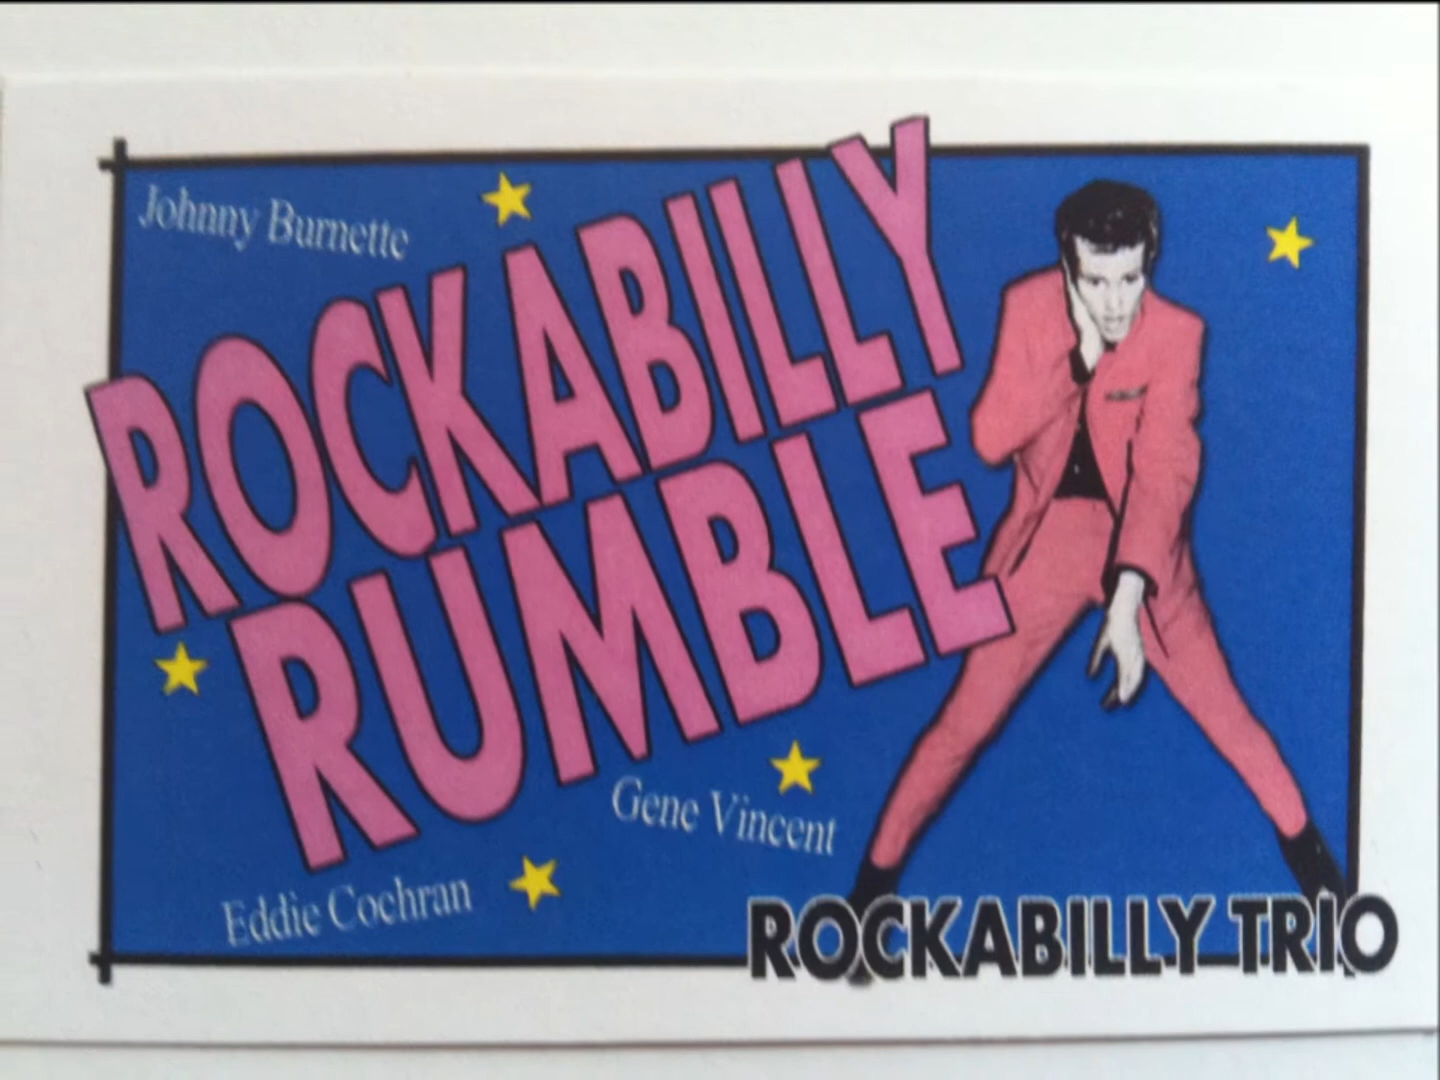 Johnny Burnette
ROCKABILLY
RUMBLE
Gene Vincent
Eddie Cochran
ROCKABILLY TRIO